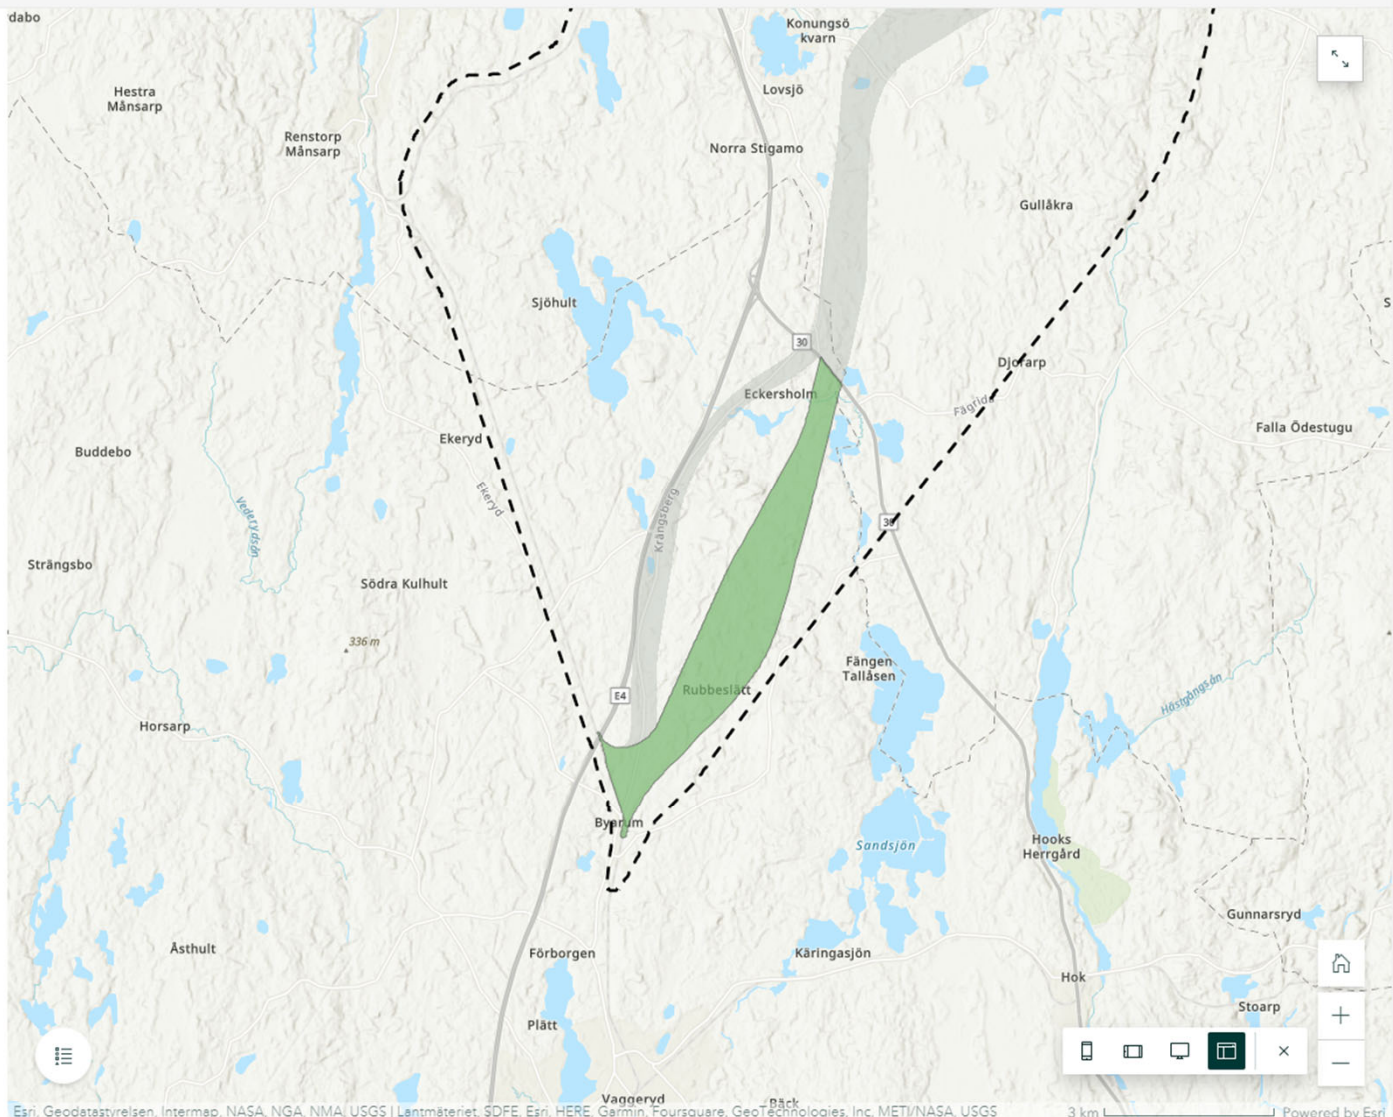 dabo
Konungsö
kvarn
Hestra
Månsarp
Lovsjö
Renstorp
Månsarp
Norra Stigamo
Gullåkra
Sjöhult
S
30
Djofarp
Eckersholm
Fägrida
Falla Ödestugu
Ekeryd
Buddebo
Ekeryd
Vederydsån
Krängsberg
30
Strängsbo
Södra Kulhult
336 m
Fängen
Tallåsen
Rubbeslätt
E4
Hästgångsån
Horsarp
Byarum
Sandsjön
Hooks
Herrgård
Gunnarsryd
Åsthult
Förborgen
Käringasjön
Hok
Stoarp
Plätt
Vaggeryd
Bäck
Esri, Geodatastyrelsen, Intermap, NASA, NGA, NMA, USGS | Lantmäteriet, SDFE, Esri, HERE, Garmin, Foursquare, GeoTechnologies, Inc, METI/NASA, USGS
3 km
Powered by Esri